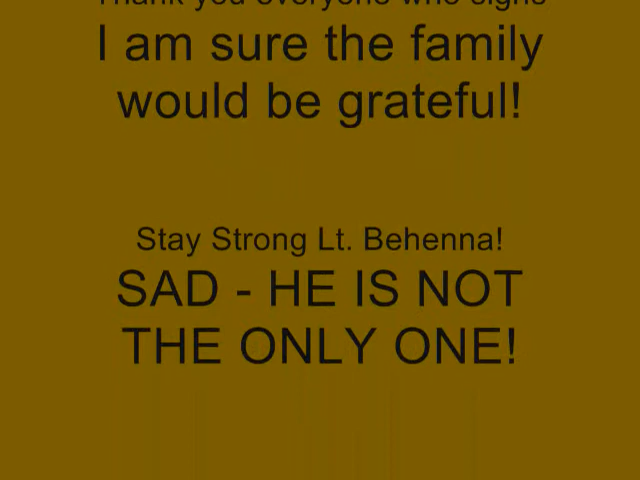 Thank you everyone who signs
I am sure the family
would be grateful!
Stay Strong Lt. Behenna!
SAD - HE IS NOT
THE ONLY ONE!